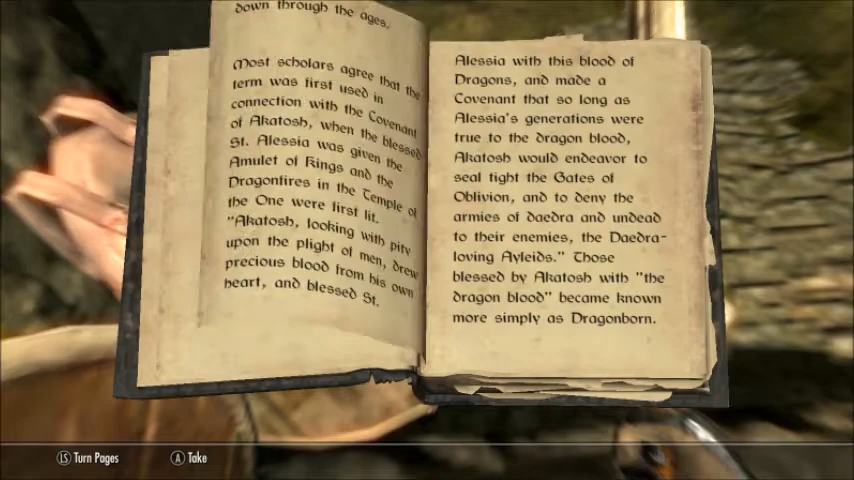 down through the ages.
Most scholars agree that the
term was first used in
connection with the Covenant
of Akatosh, when the blessed
St. Alessia was given the
Amulet of Kings and the
Dragonfires in the Temple of
the One were first lit.
"Akatosh, looking with pity
upon the plight of men, drew
precious blood from his own
heart, and blessed St.
Alessia with this blood of
Dragons, and made a
Covenant that so long as
Alessia's generations were
true to the dragon blood,
Akatosh would endeavor to
seal tight the Gates of
Oblivion, and to deny the
armies of daedra and undead
to their enemies, the Daedra-
loving Ayleids." Those
blessed by Akatosh with "the
dragon blood" became known
more simply as Dragonborn.
LS Turn Pages
A Take